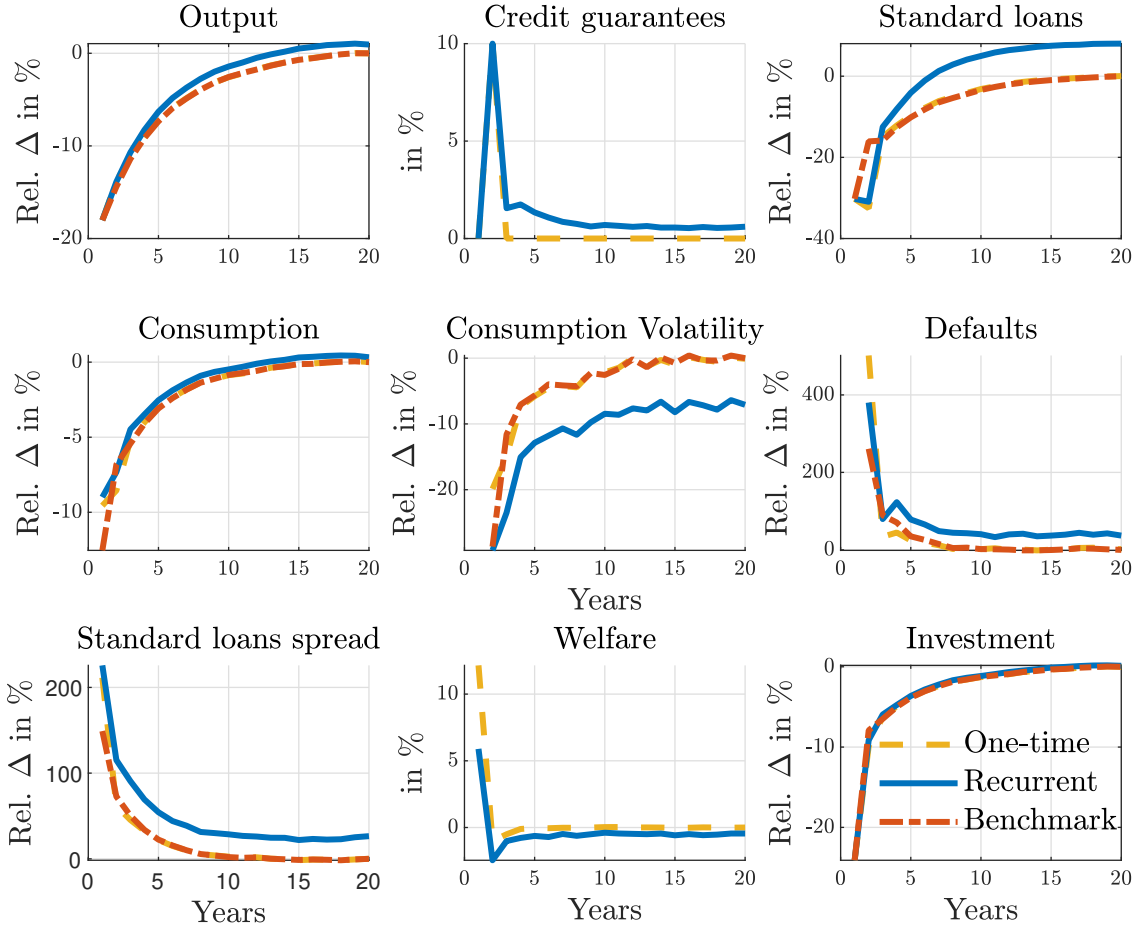 Output
Rel. Δ in %
0
-10
-20
0 5 10 15 20
Credit guarantees
in %
10
5
0
0 5 10 15 20
Standard loans
Rel. Δ in %
0
-20
-40
0 5 10 15 20
Consumption
Rel. Δ in %
0
-5
-10
0 5 10 15 20
Consumption Volatility
Rel. Δ in %
0
-10
-20
0 5 10 15 20
Years
Defaults
Rel. Δ in %
400
200
0
0 5 10 15 20
Standard loans spread
Rel. Δ in %
200
100
0
0 5 10 15 20
Years
Welfare
in %
10
5
0
0 5 10 15 20
Investment
Rel. Δ in %
0
-10
-20
0 5 10 15 20
Years
One-time
Recurrent
Benchmark